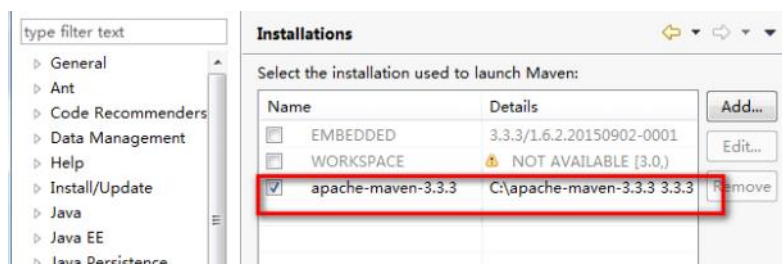 type filter text
General
Ant
Code Recommenders
Data Management
Help
Install/Update
Java
Java EE
Java Persistence
Installations
Select the installation used to launch Maven:
Name Details
EMBEDDED 3.3.3/1.6.2.20150902-0001
WORKSPACE NOT AVAILABLE [3.0,)
apache-maven-3.3.3 C:\apache-maven-3.3.3 3.3.3
Add...
Edit...
Remove